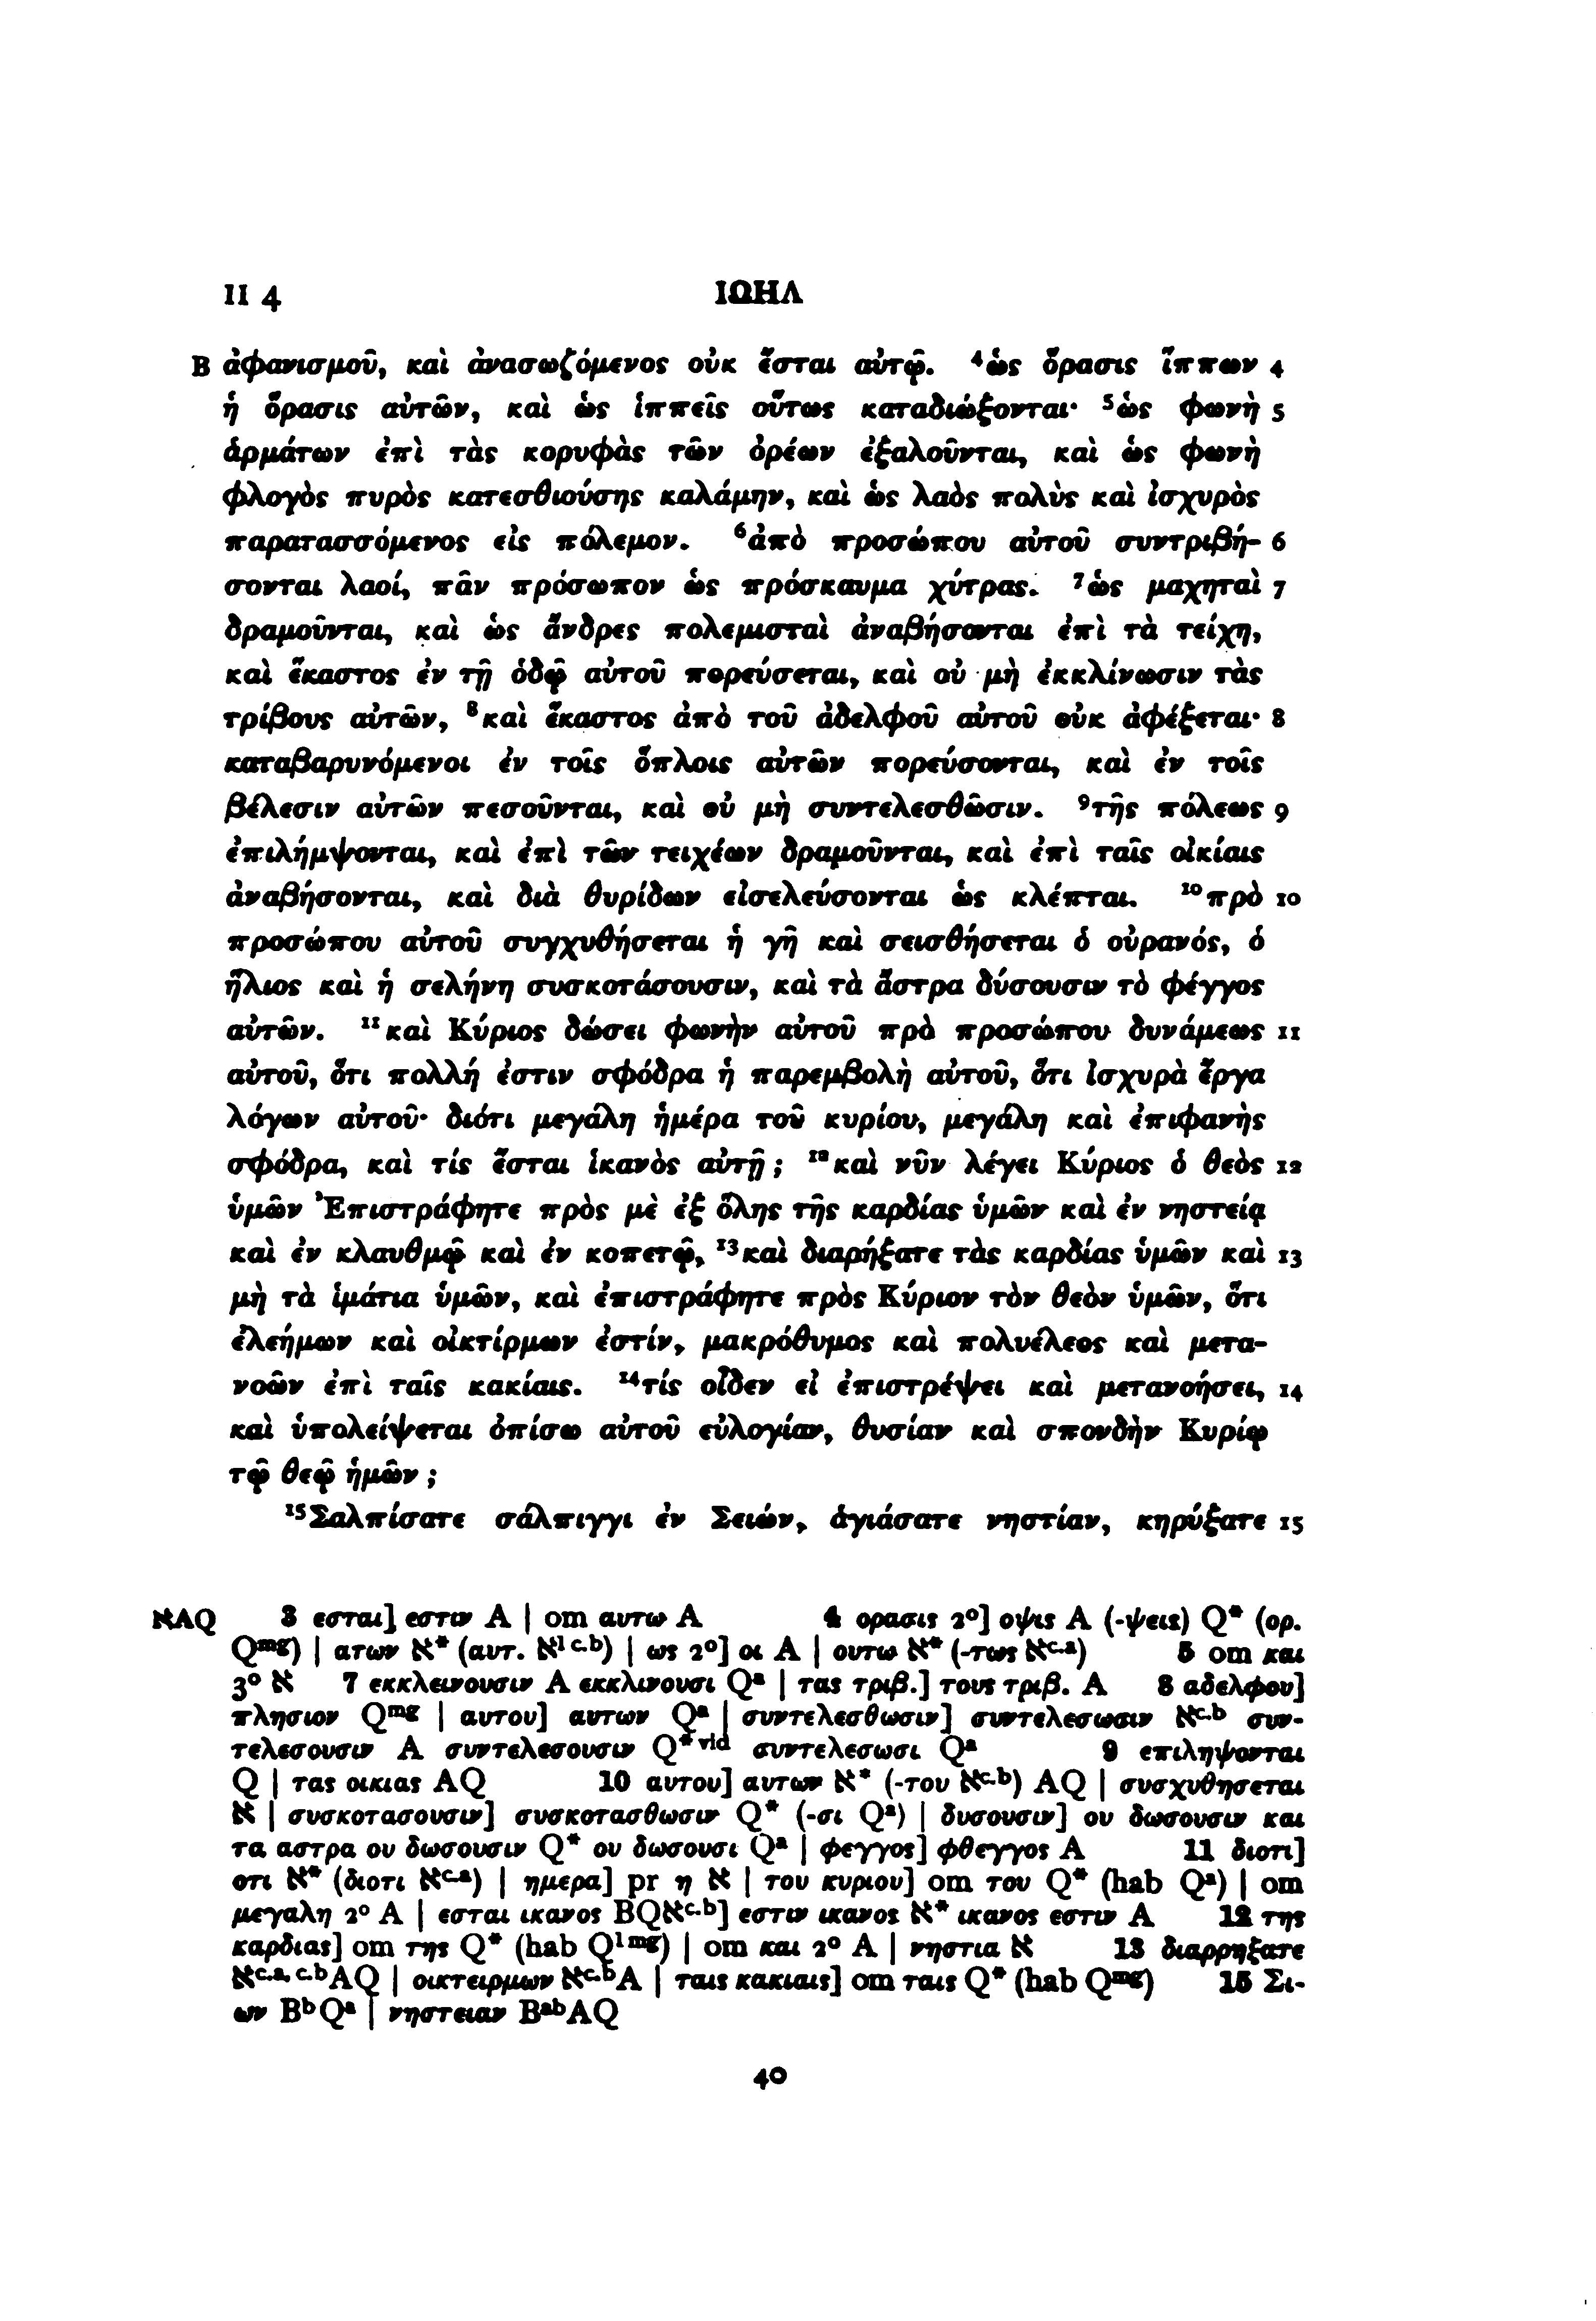 II 4 ΙΩΗΛ
B ἀφανισμοῦ, καὶ ἀνασωζόμενος οὐκ ἔσται αὐτῷ. ⁴ὡς ὅρασις ἵππων 4
ἡ ὅρασις αὐτῶν, καὶ ὡς ἱππεῖς οὕτως καταδιώξονται· ⁵ὡς φωνὴ 5
ἁρμάτων ἐπὶ τὰς κορυφὰς τῶν ὀρέων ἐξαλοῦνται, καὶ ὡς φωνὴ
φλογὸς πυρὸς κατεσθιούσης καλάμην, καὶ ὡς λαὸς πολὺς καὶ ἰσχυρὸς
παρατασσόμενος εἰς πόλεμον. ⁶ἀπὸ προσώπου αὐτοῦ συντριβή- 6
σονται λαοί, πᾶν πρόσωπον ὡς πρόσκαυμα χύτρας. ⁷ὡς μαχηταὶ 7
δραμοῦνται, καὶ ὡς ἄνδρες πολεμισταὶ ἀναβήσονται ἐπὶ τὰ τείχη,
καὶ ἕκαστος ἐν τῇ ὁδῷ αὐτοῦ πορεύσεται, καὶ οὐ μὴ ἐκκλίνωσιν τὰς
τρίβους αὐτῶν, ⁸καὶ ἕκαστος ἀπὸ τοῦ ἀδελφοῦ αὐτοῦ οὐκ ἀφέξεται· 8
καταβαρυνόμενοι ἐν τοῖς ὅπλοις αὐτῶν πορεύσονται, καὶ ἐν τοῖς
βέλεσιν αὐτῶν πεσοῦνται, καὶ οὐ μὴ συντελεσθῶσιν. ⁹τῆς πόλεως 9
ἐπιλήμψονται, καὶ ἐπὶ τῶν τειχέων δραμοῦνται, καὶ ἐπὶ ταῖς οἰκίαις
ἀναβήσονται, καὶ διὰ θυρίδων εἰσελεύσονται ὡς κλέπται. ¹⁰πρὸ 10
προσώπου αὐτοῦ συγχυθήσεται ἡ γῆ καὶ σεισθήσεται ὁ οὐρανός, ὁ
ἥλιος καὶ ἡ σελήνη συσκοτάσουσιν, καὶ τὰ ἄστρα δύσουσιν τὸ φέγγος
αὐτῶν. ¹¹καὶ Κύριος δώσει φωνὴν αὐτοῦ πρὸ προσώπου δυνάμεως 11
αὐτοῦ, ὅτι πολλή ἐστιν σφόδρα ἡ παρεμβολὴ αὐτοῦ, ὅτι ἰσχυρὰ ἔργα
λόγων αὐτοῦ· διότι μεγάλη ἡμέρα τοῦ κυρίου, μεγάλη καὶ ἐπιφανὴς
σφόδρα, καὶ τίς ἔσται ἱκανὸς αὐτῇ; ¹²καὶ νῦν λέγει Κύριος ὁ θεὸς 12
ὑμῶν Ἐπιστράφητε πρὸς μὲ ἐξ ὅλης τῆς καρδίας ὑμῶν καὶ ἐν νηστείᾳ
καὶ ἐν κλαυθμῷ καὶ ἐν κοπετῷ, ¹³καὶ διαρήξατε τὰς καρδίας ὑμῶν καὶ 13
μὴ τὰ ἱμάτια ὑμῶν, καὶ ἐπιστράφητε πρὸς Κύριον τὸν θεὸν ὑμῶν, ὅτι
ἐλεήμων καὶ οἰκτίρμων ἐστίν, μακρόθυμος καὶ πολυέλεος καὶ μετα-
νοῶν ἐπὶ ταῖς κακίαις. ¹⁴τίς οἶδεν εἰ ἐπιστρέψει καὶ μετανοήσει, 14
καὶ ὑπολείψεται ὀπίσω αὐτοῦ εὐλογίαν, θυσίαν καὶ σπονδὴν Κυρίῳ
τῷ θεῷ ἡμῶν;
¹⁵Σαλπίσατε σάλπιγγι ἐν Σειών, ἁγιάσατε νηστίαν, κηρύξατε 15
ℵAQ 3 εσται] εστιν A | om αυτω A 4 ορασις 2°] οψις A (-ψεις) Q* (ορ.
Qᵐᵍ) | ατων ℵ* (αυτ. ℵ¹ ᶜ·ᵇ) | ως 2°] οι A | ουτω ℵ* (-τως ℵᶜ·ᵃ) 5 om και
3° ℵ 7 εκκλεινουσιν A εκκλινουσι Qᵃ | τας τριβ.] τους τριβ. A 8 αδελφου]
πλησιον Qᵐᵍ | αυτου] αυτων Qᵃ | συντελεσθωσιν] συντελεσωσιν ℵᶜ·ᵇ συν-
τελεσουσιν A συντελεσουσιν Q*ᵛⁱᵈ συντελεσωσι Qᵃ 9 επιληψονται
Q | τας οικιας AQ 10 αυτου] αυτων ℵ* (-του ℵᶜ·ᵇ) AQ | συσχυθησεται
ℵ | συσκοτασουσιν] συσκοτασθωσιν Q* (-σι Qᵃ) | δυσουσιν] ου δωσουσιν και
τα αστρα ου δωσουσιν Q* ου δωσουσι Qᵃ | φεγγος] φθεγγος A 11 διοτι]
οτι ℵ* (διοτι ℵᶜ·ᵃ) | ημερα] pr η ℵ | του κυριου] om του Q* (hab Qᵃ) | om
μεγαλη 2° A | εσται ικανος BQℵᶜ·ᵇ] εστιν ικανος ℵ* ικανος εστιν A 12 της
καρδιας] om της Q* (hab Q¹ᵐᵍ) | om και 2° A | νηστια ℵ 13 διαρρηξατε
ℵᶜ·ᵃ, ᶜ·ᵇAQ | οικτειρμων ℵᶜ·ᵇA | ταις κακιαις] om ταις Q* (hab Qᵐᵍ) 15 Σι-
ων BᵇQᵃ | νηστειαν BᵃᵇAQ
40